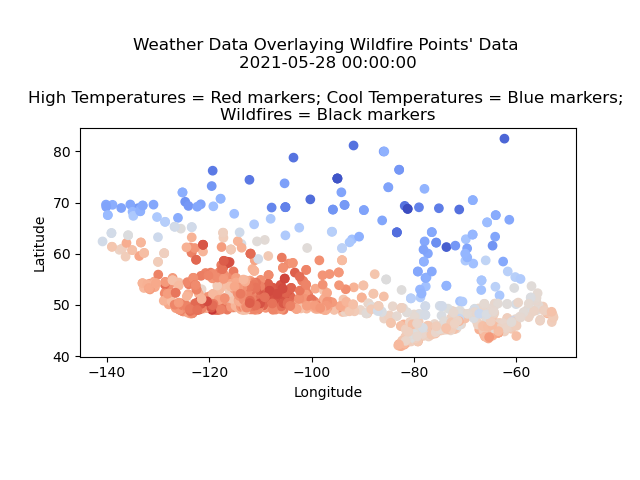 Weather Data Overlaying Wildfire Points' Data
2021-05-28 00:00:00
High Temperatures = Red markers; Cool Temperatures = Blue markers;
Wildfires = Black markers
80
70
60
50
40
Latitude
−140 −120 −100 −80 −60
Longitude